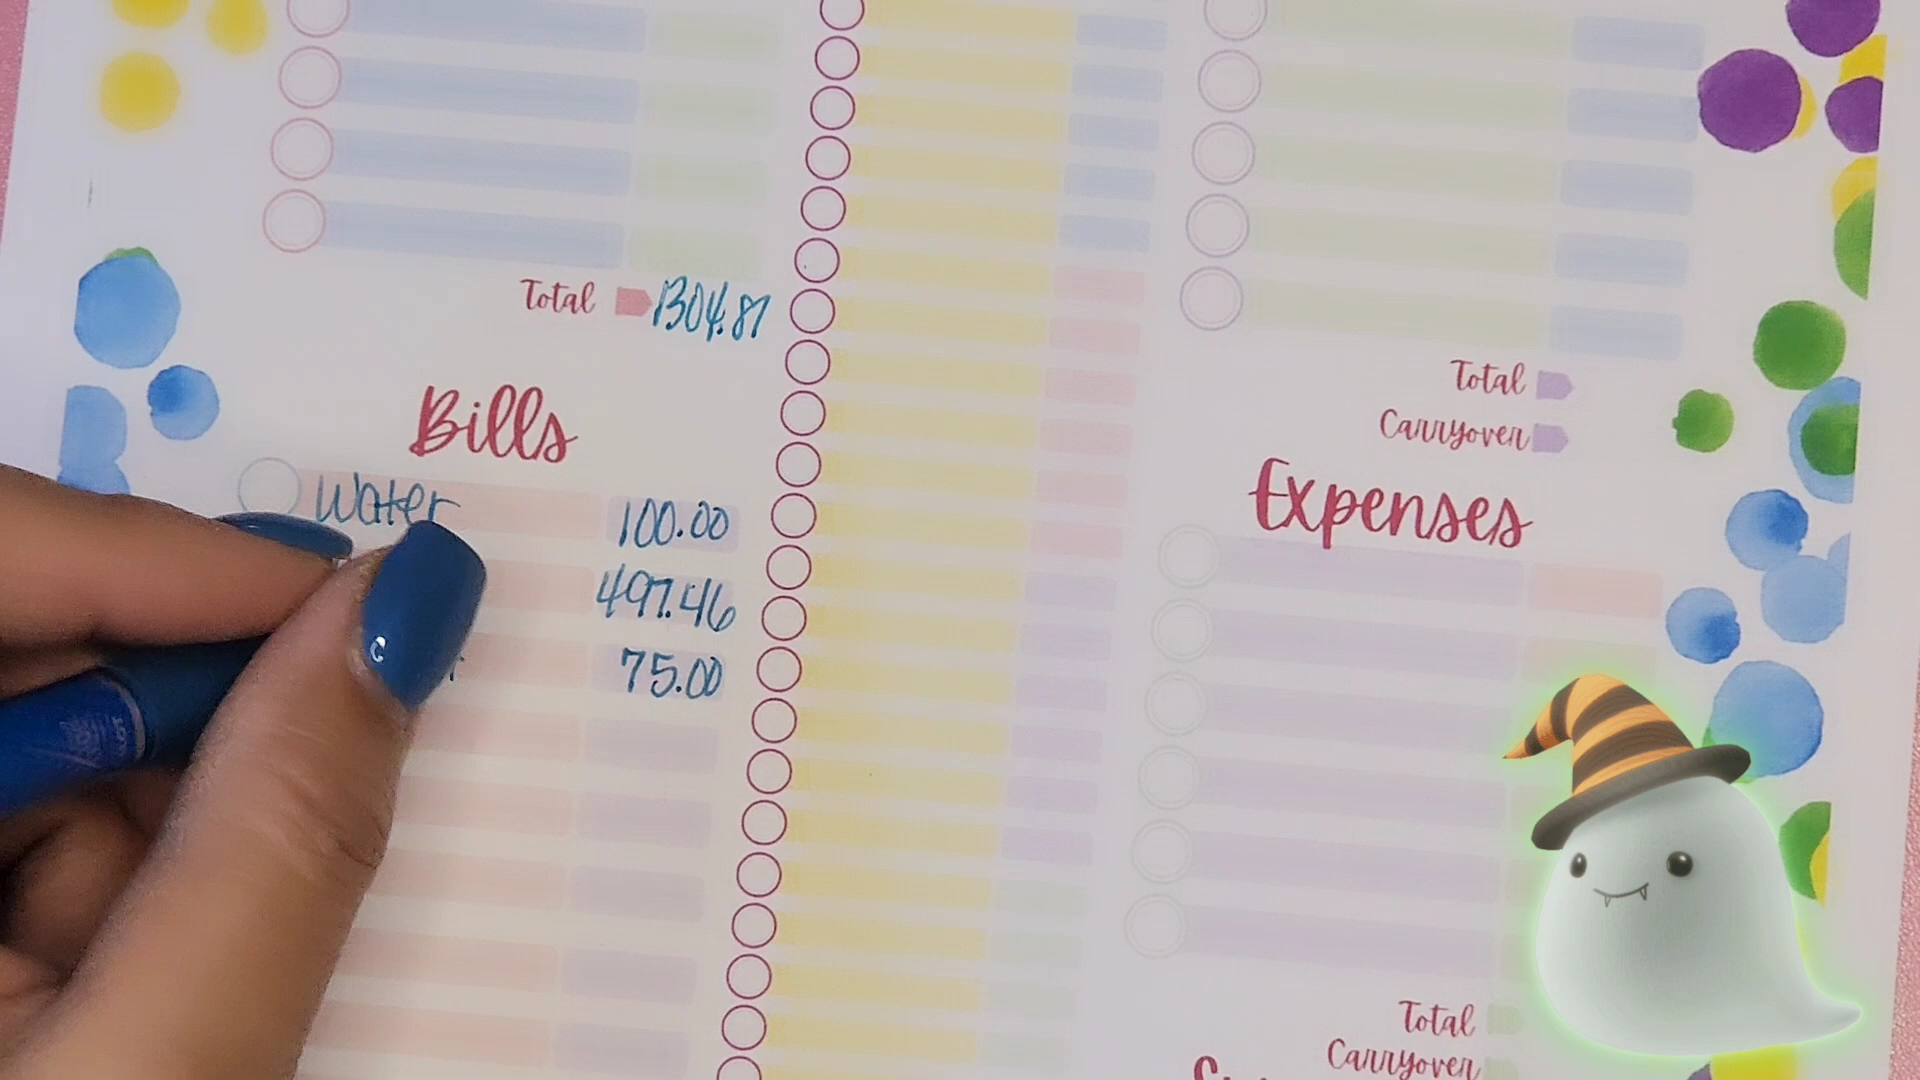 Total 1304.87
Bills
Water 100.00
497.46
75.00
Total
Carryover
Expenses
Total
Carryover